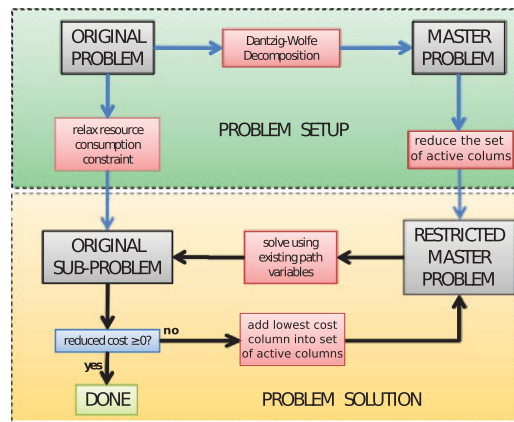 ORIGINAL
PROBLEM
Dantzig-Wolfe
Decomposition
MASTER
PROBLEM
relax resource
consumption
constraint
PROBLEM SETUP
reduce the set
of active colums
ORIGINAL
SUB-PROBLEM
solve using
existing path
variables
RESTRICTED
MASTER
PROBLEM
reduced cost ≥0?
no
add lowest cost
column into set
of active columns
yes
DONE
PROBLEM SOLUTION